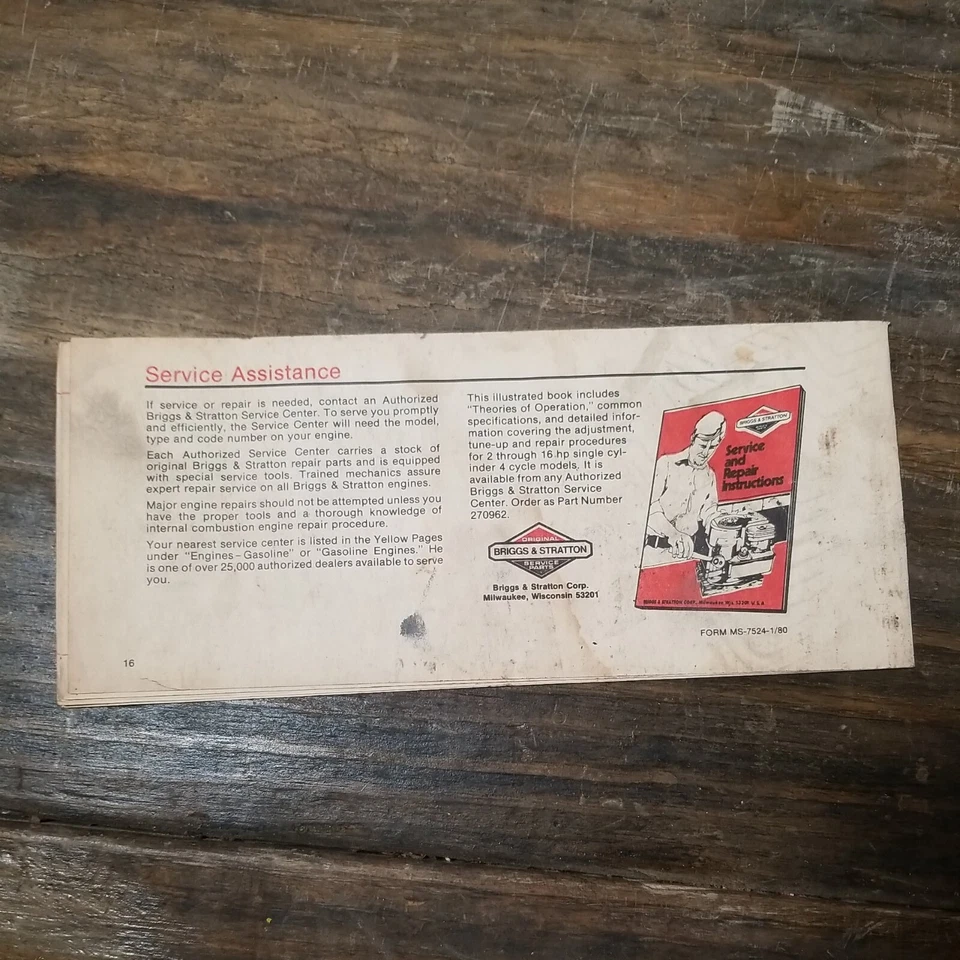 Service Assistance
If service or repair is needed, contact an Authorized
Briggs & Stratton Service Center. To serve you promptly
and efficiently, the Service Center will need the model,
type and code number on your engine.
Each Authorized Service Center carries a stock of
original Briggs & Stratton repair parts and is equipped
with special service tools. Trained mechanics assure
expert repair service on all Briggs & Stratton engines.
Major engine repairs should not be attempted unless you
have the proper tools and a thorough knowledge of
internal combustion engine repair procedure.
Your nearest service center is listed in the Yellow Pages
under "Engines–Gasoline" or "Gasoline Engines." He
is one of over 25,000 authorized dealers available to serve
you.
16
This illustrated book includes
"Theories of Operation," common
specifications, and detailed infor-
mation covering the adjustment,
tune-up and repair procedures
for 2 through 16 hp single cyl-
inder 4 cycle models. It is
available from any Authorized
Briggs & Stratton Service
Center. Order as Part Number
270962.
ORIGINAL
BRIGGS & STRATTON
SERVICE
PARTS
Briggs & Stratton Corp.
Milwaukee, Wisconsin 53201
BRIGGS & STRATTON
Service
and
Repair
Instructions
BRIGGS & STRATTON CORP., Milwaukee, Wis. 53201 U.S.A
FORM MS-7524-1/80